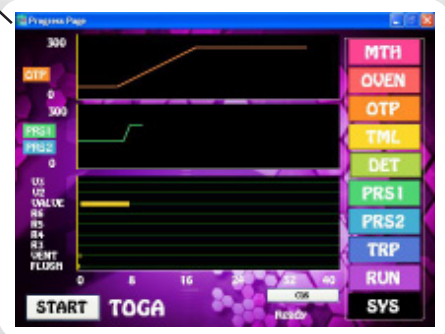 Progress Page
300
OTP
0
300
PRS1
PRS2
0
V1
V2
VALVE
R6
R5
R4
R3
VENT
FLUSH
0 8 16 24 32 40
START TOGA
Ready
MTH
OVEN
OTP
TML
DET
PRS1
PRS2
TRP
RUN
SYS